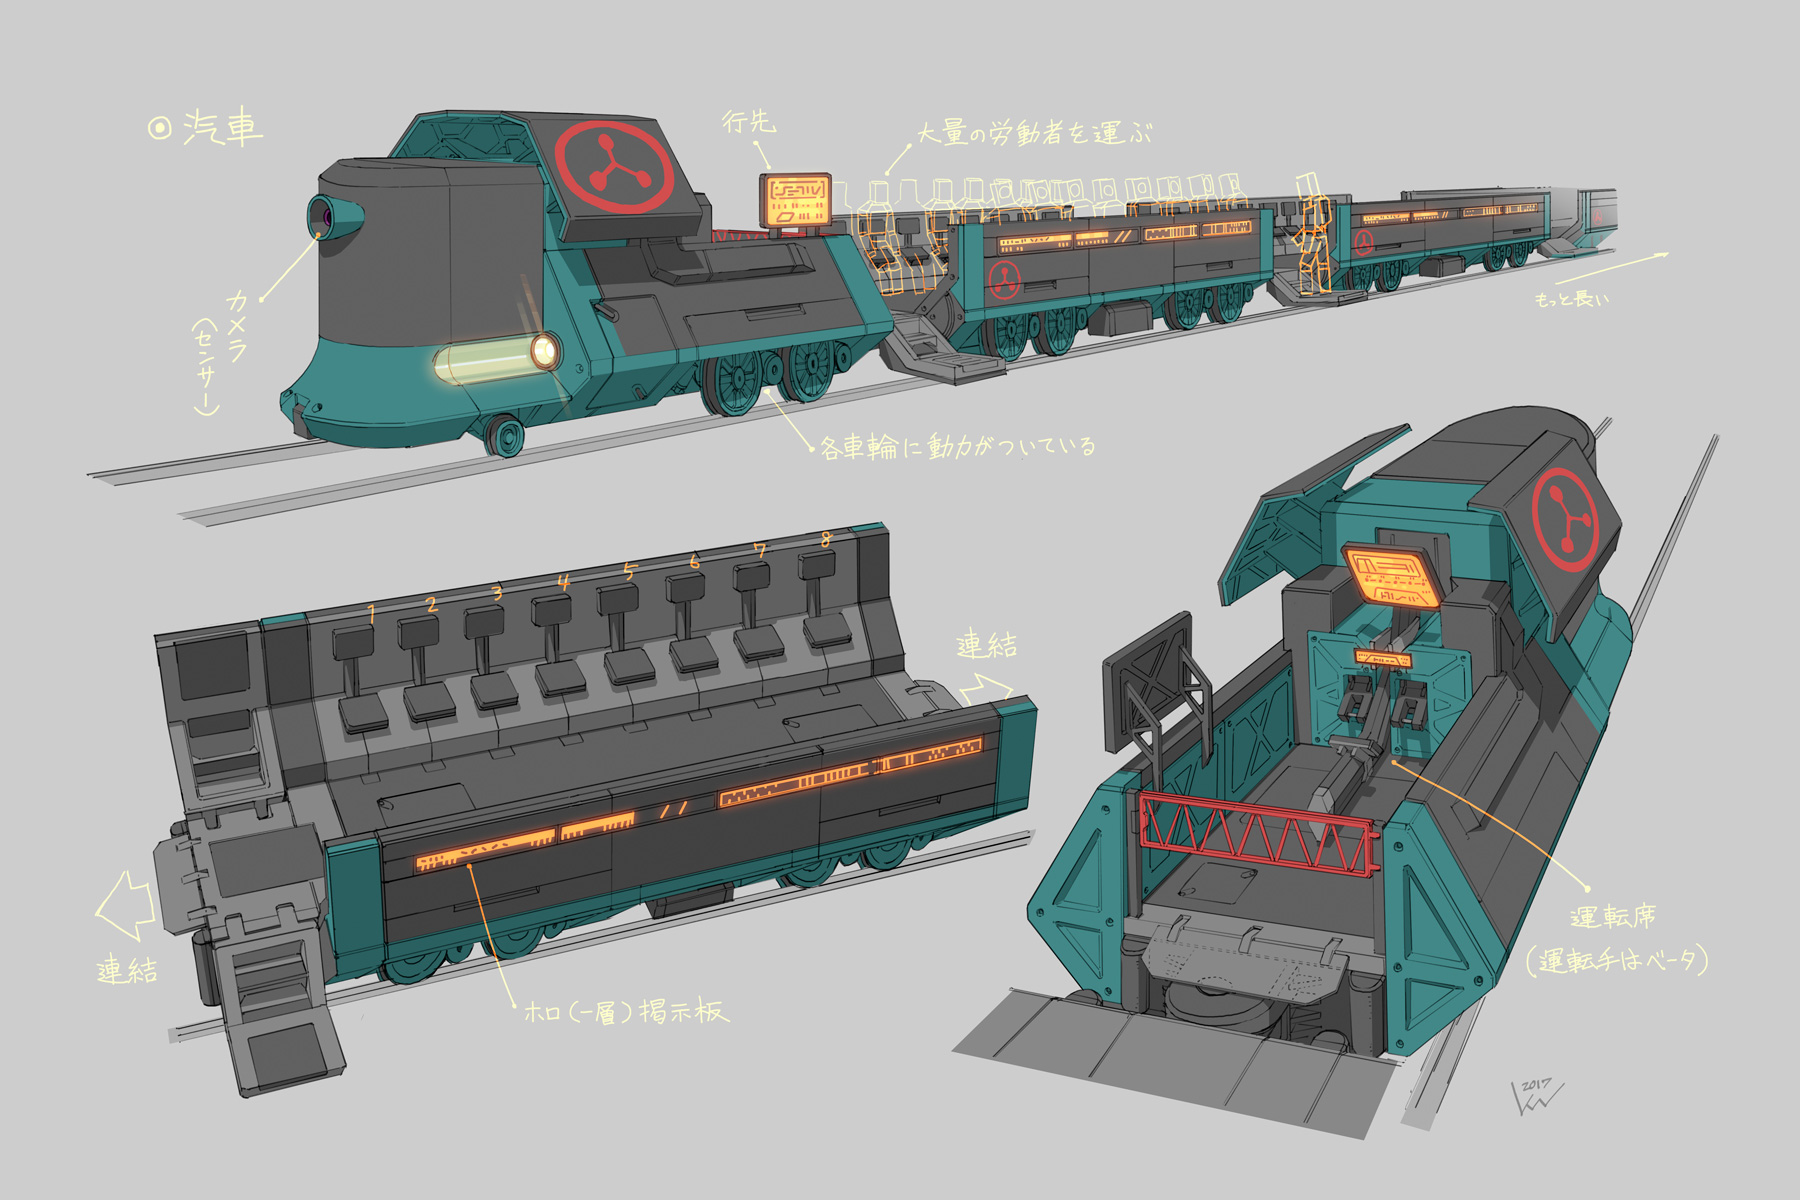 ◉ 汽車
行先
大量の労働者を運ぶ
カメラ
(センサー)
もっと長い
各車輪に動力がついている
1 2 3 4 5 6 7 8
連結
連結
ホロ(一層)掲示板
運転席
(運転手はベータ)
2017